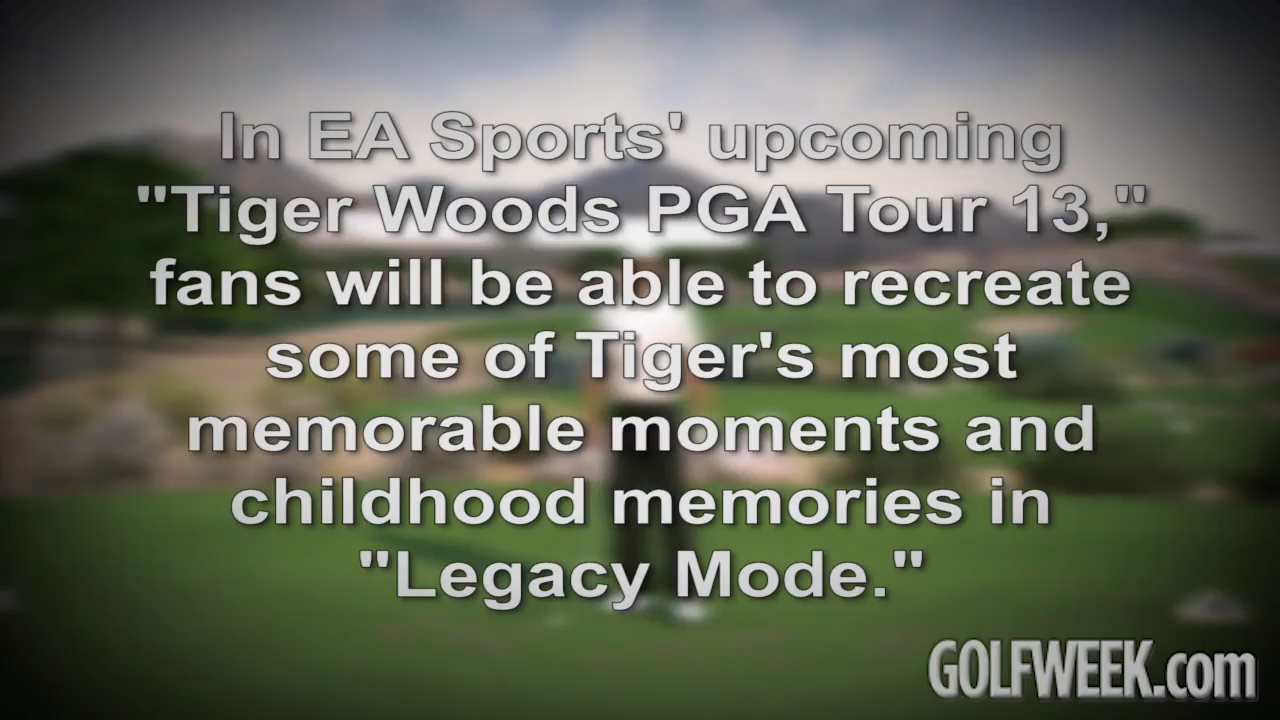 In EA Sports' upcoming
"Tiger Woods PGA Tour 13,"
fans will be able to recreate
some of Tiger's most
memorable moments and
childhood memories in
"Legacy Mode."
GOLFWEEK.com